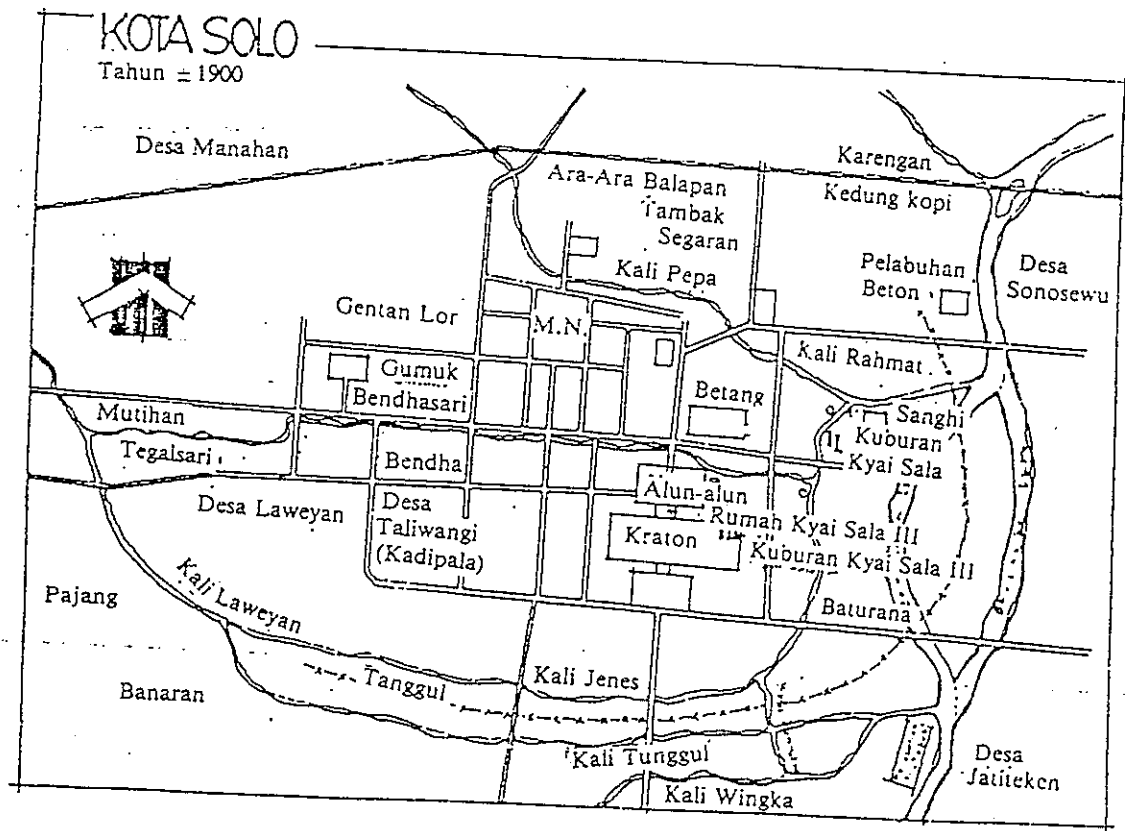 KOTA SOLO
Tahun ± 1900
Desa Manahan
Karengan
Kedung kopi
Ara-Ara Balapan
Tambak
Segaran
Kali Pepa
Pelabuhan
Beton
Desa
Sonosewu
Gentan Lor
M.N.
Kali Rahmat
Gumuk
Bendhasari
Betang
Sanghi
Kuburan
Kyai Sala
Mutihan
Tegalsari
Bendha
Desa Laweyan
Desa
Taliwangi
(Kadipala)
Alun-alun
Rumah Kyai Sala III
Kraton
Kuburan Kyai Sala III
Baturana
Pajang
Kali Laweyan
Banaran
Tanggul
Kali Jenes
Kali Tunggul
Kali Wingka
Desa
Jatiteken